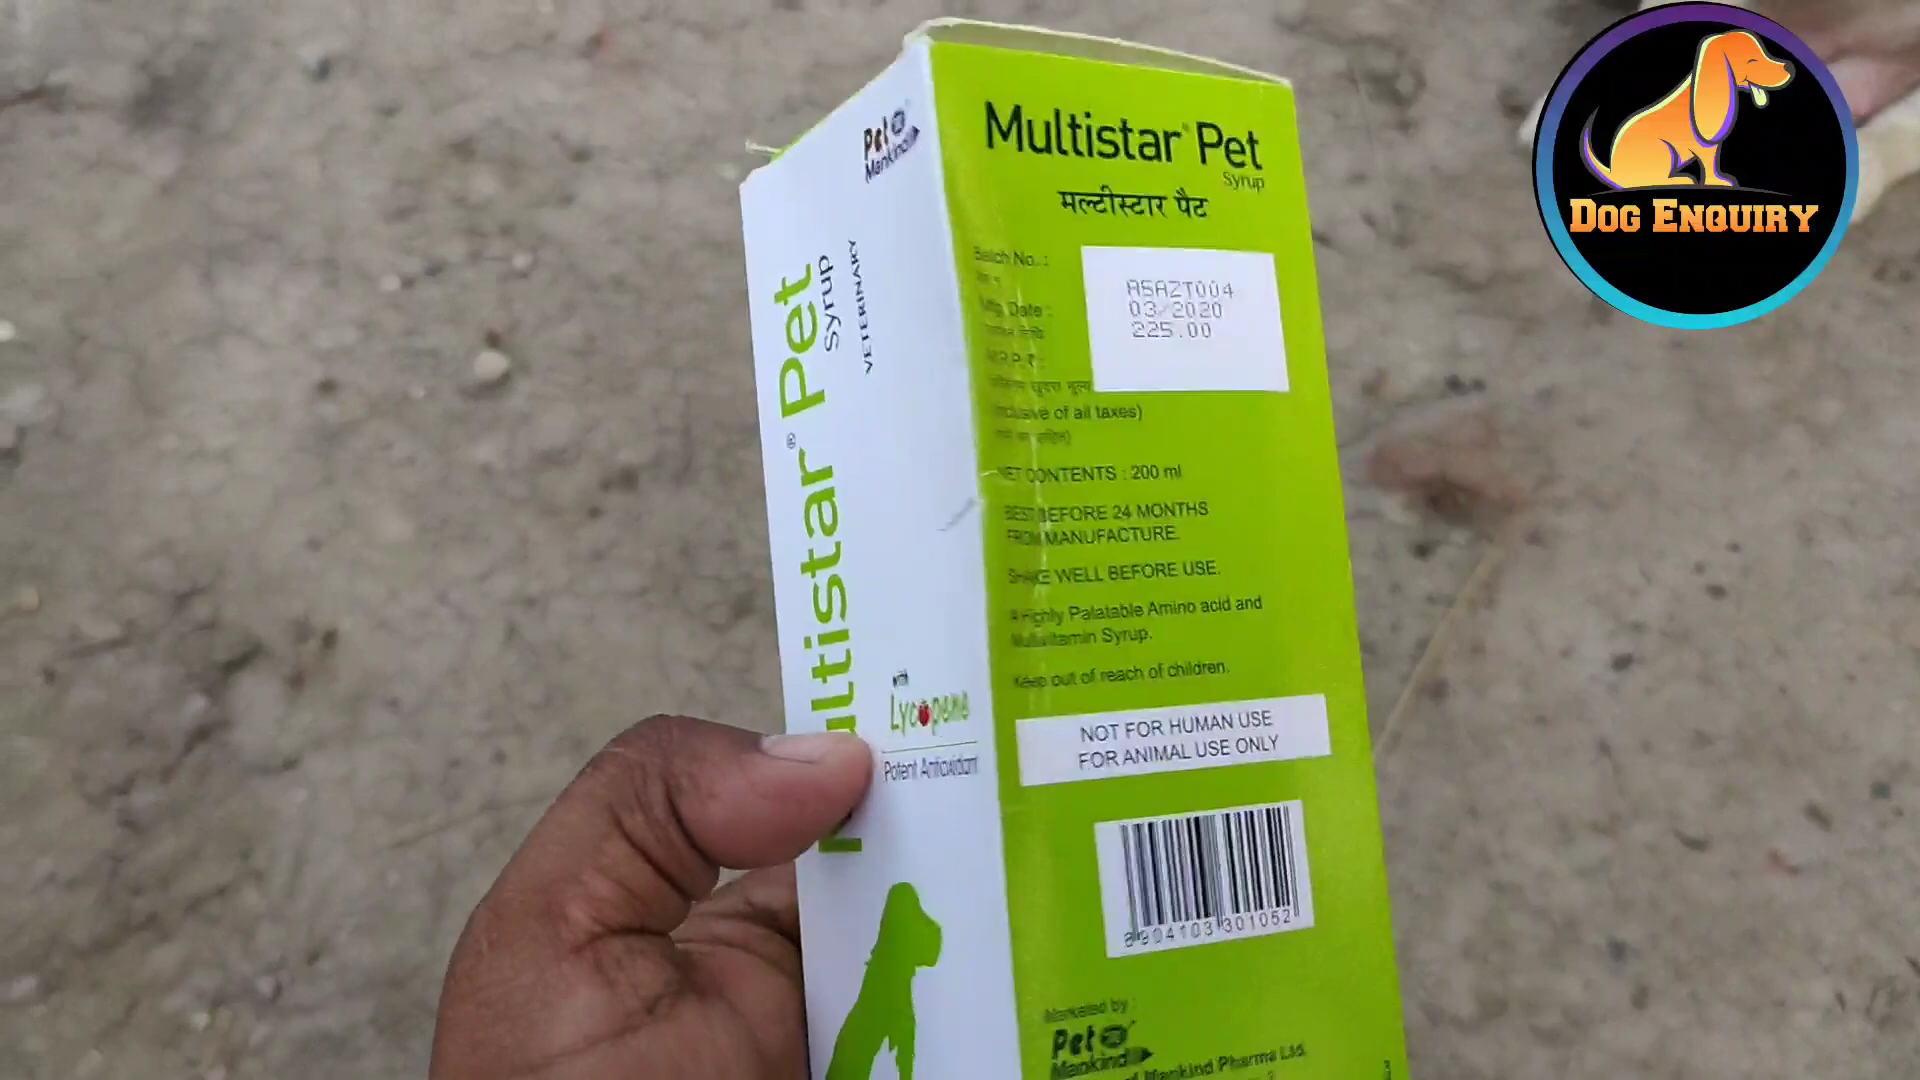 DOG ENQUIRY
Pet
Mankind
Multistar® Pet
Syrup
VETERINARY
with
Lycopene
Potent Antioxidant
Multistar® Pet
Syrup
मल्टीस्टार पैट
Batch No. :
Mfg. Date :
M.R.P. ₹ :
ASAZT004
03/2020
225.00
(Inclusive of all taxes)
NET CONTENTS : 200 ml
BEST BEFORE 24 MONTHS
FROM MANUFACTURE.
SHAKE WELL BEFORE USE.
A Highly Palatable Amino acid and
Multivitamin Syrup.
Keep out of reach of children.
NOT FOR HUMAN USE
FOR ANIMAL USE ONLY
8904103301052
Marketed by :
Pet
Mankind
Mankind Pharma Ltd.